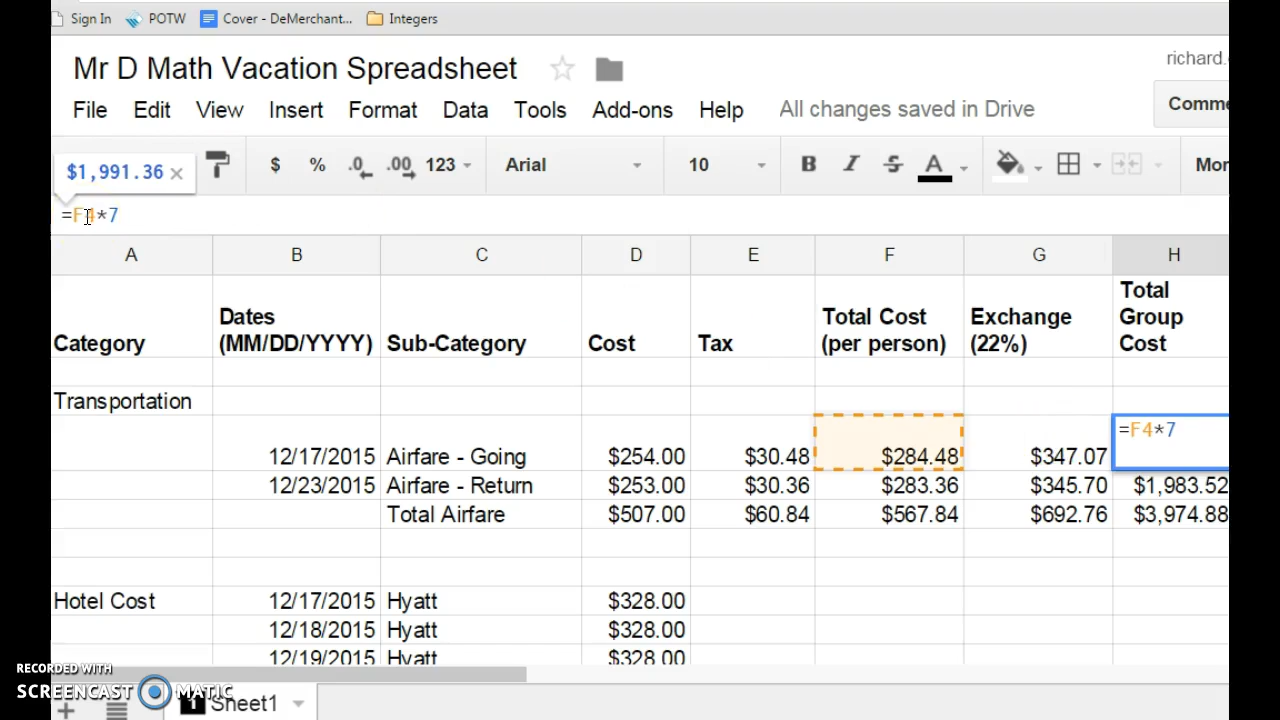 Sign In POTW Cover - DeMerchant... Integers
Mr D Math Vacation Spreadsheet
richard.
File Edit View Insert Format Data Tools Add-ons Help All changes saved in Drive
Comme
$1,991.36 ×
$ % .0 .00 123 Arial 10 B I S A Mor
=F4*7
A B C D E F G H
Category Dates (MM/DD/YYYY) Sub-Category Cost Tax Total Cost (per person) Exchange (22%) Total Group Cost
Transportation
12/17/2015 Airfare - Going $254.00 $30.48 $284.48 $347.07 =F4*7
12/23/2015 Airfare - Return $253.00 $30.36 $283.36 $345.70 $1,983.52
Total Airfare $507.00 $60.84 $567.84 $692.76 $3,974.88
Hotel Cost 12/17/2015 Hyatt $328.00
12/18/2015 Hyatt $328.00
12/19/2015 Hyatt $328.00
RECORDED WITH
SCREENCAST MATIC
1 Sheet1